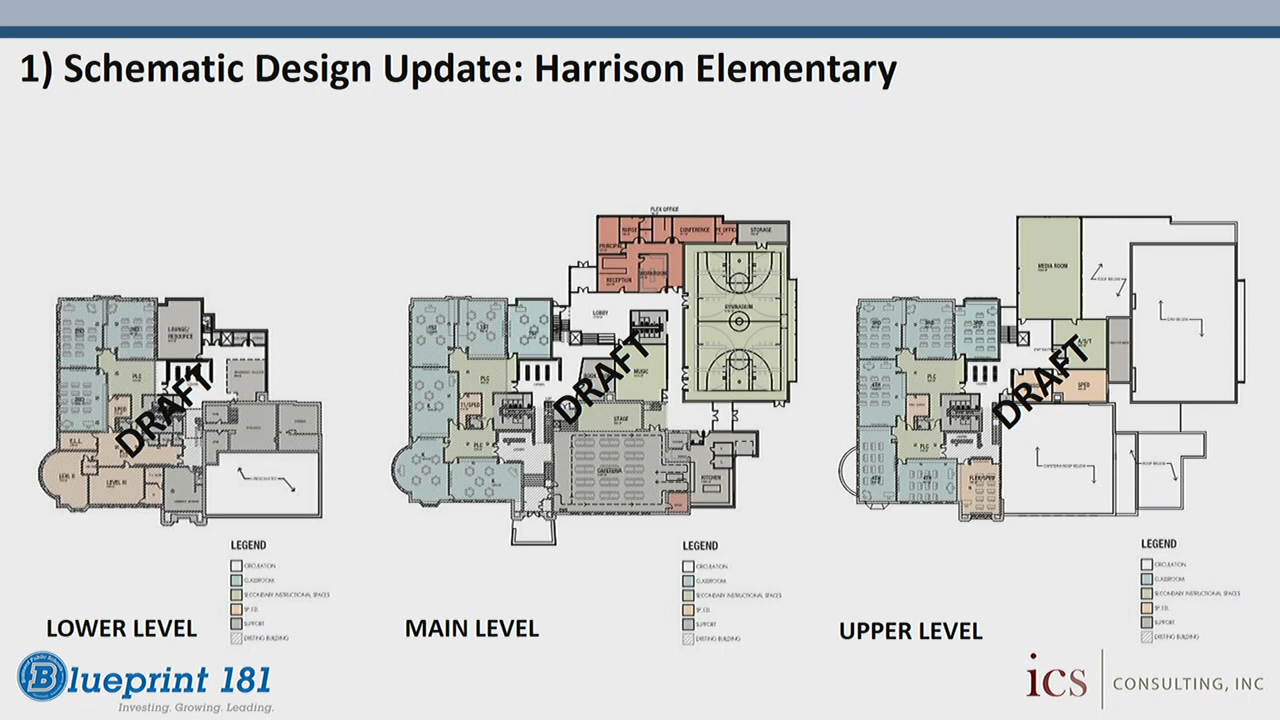 1) Schematic Design Update: Harrison Elementary
FLEX OFFICE
NURSE
CONFERENCE
STORAGE
PRINCIPAL
RECEPTION
WORKROOM
LOBBY
GYMNASIUM
MUSIC
PLC
STAGE
CAFETERIA
KITCHEN
LOUNGE/
RESOURCE
PLC
SPED
LEVEL III
MEDIA ROOM
PLC
SPED
PLC
FLEX/SPED
DRAFT
DRAFT
DRAFT
LEGEND
CIRCULATION
CLASSROOM
SECONDARY INSTRUCTIONAL SPACES
SP. ED.
SUPPORT
EXISTING BUILDING
LEGEND
CIRCULATION
CLASSROOM
SECONDARY INSTRUCTIONAL SPACES
SP. ED.
SUPPORT
EXISTING BUILDING
LEGEND
CIRCULATION
CLASSROOM
SECONDARY INSTRUCTIONAL SPACES
SP. ED.
SUPPORT
EXISTING BUILDING
LOWER LEVEL
MAIN LEVEL
UPPER LEVEL
Blueprint 181
Investing. Growing. Leading.
ics CONSULTING, INC